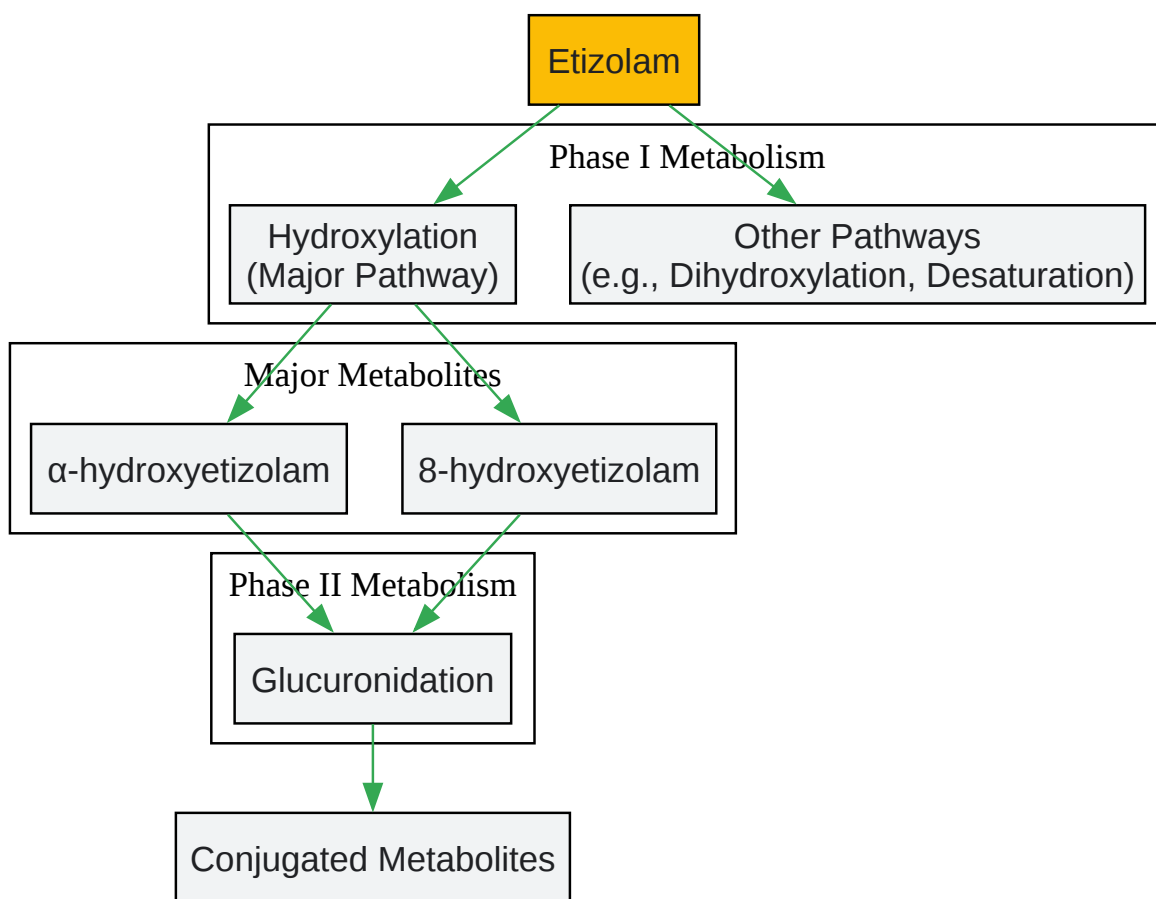 Etizolam
Phase I Metabolism
Hydroxylation
(Major Pathway)
Other Pathways
(e.g., Dihydroxylation, Desaturation)
Major Metabolites
α-hydroxyetizolam
8-hydroxyetizolam
Phase II Metabolism
Glucuronidation
Conjugated Metabolites